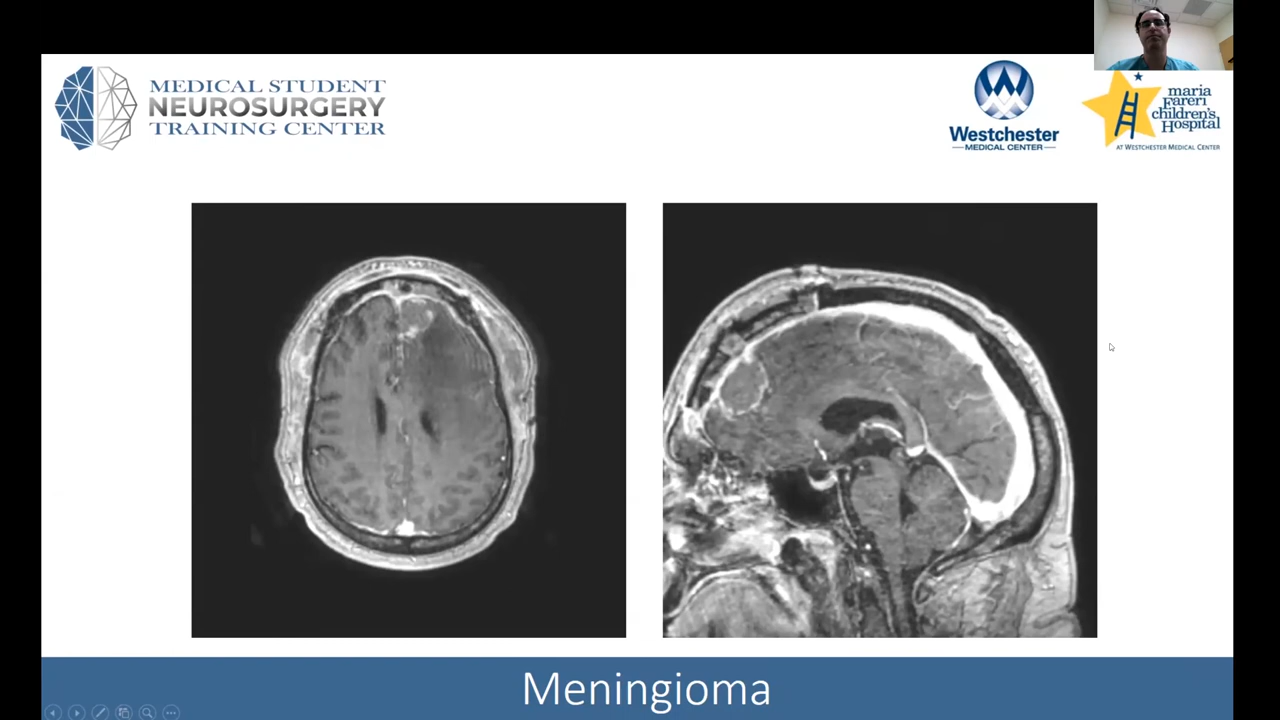 MEDICAL STUDENT
NEUROSURGERY
TRAINING CENTER
Westchester
MEDICAL CENTER
maria
Fareri
children's
Hospital
AT WESTCHESTER MEDICAL CENTER
Meningioma